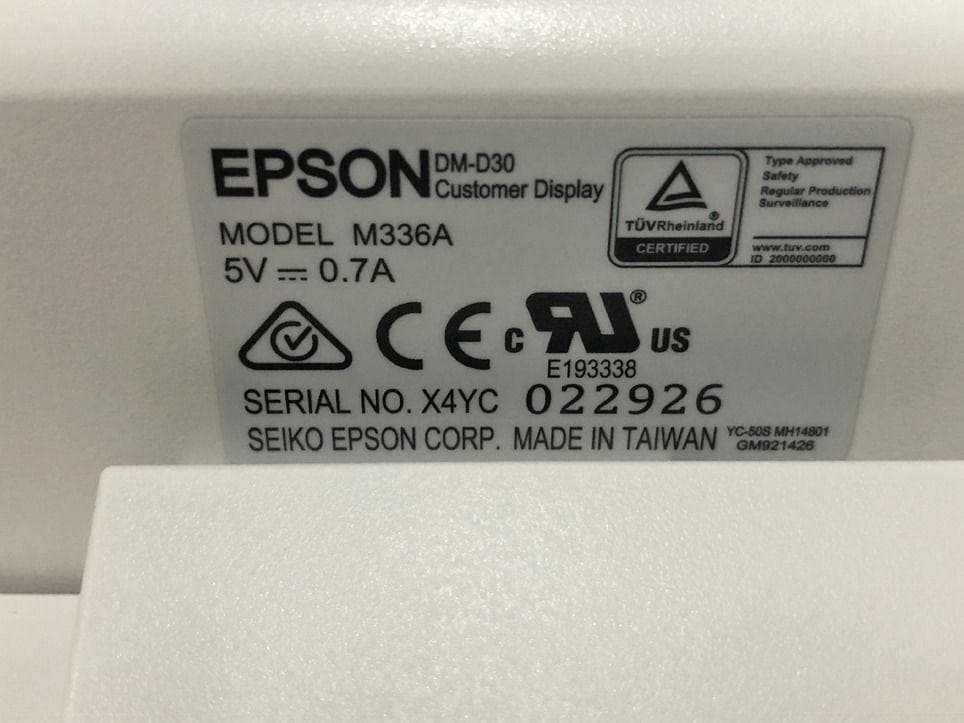 EPSON DM-D30
Customer Display
MODEL M336A
5V ⎓ 0.7A
TÜVRheinland®
CERTIFIED
Type Approved
Safety
Regular Production
Surveillance
www.tuv.com
ID 2000000000
CE c RU® US
E193338
SERIAL NO. X4YC 022926
SEIKO EPSON CORP. MADE IN TAIWAN
YC-50S MH14801
GM921426